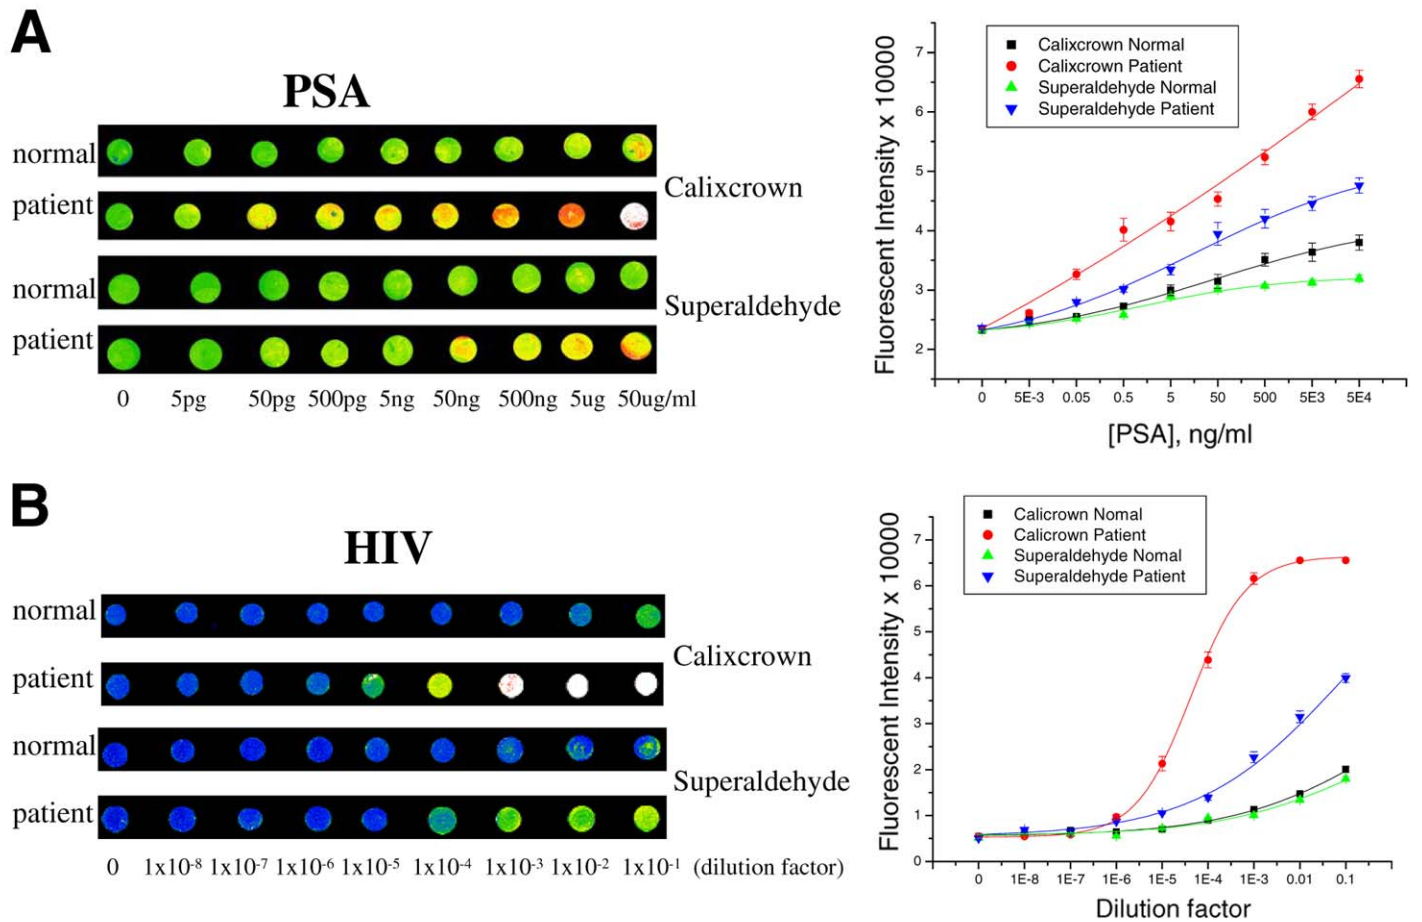 A
PSA
normal
patient
Calixcrown
normal
patient
Superaldehyde
0 5pg 50pg 500pg 5ng 50ng 500ng 5ug 50ug/ml
Fluorescent Intensity x 10000
Calixcrown Normal
Calixcrown Patient
Superaldehyde Normal
Superaldehyde Patient
7
6
5
4
3
2
0 5E-3 0.05 0.5 5 50 500 5E3 5E4
[PSA], ng/ml
B
HIV
normal
patient
Calixcrown
normal
patient
Superaldehyde
0 1x10-8 1x10-7 1x10-6 1x10-5 1x10-4 1x10-3 1x10-2 1x10-1 (dilution factor)
Fluorescent Intensity x 10000
Calicrown Nomal
Calicrown Patient
Superaldehyde Nomal
Superaldehyde Patient
7
6
5
4
3
2
1
0
0 1E-8 1E-7 1E-6 1E-5 1E-4 1E-3 0.01 0.1
Dilution factor